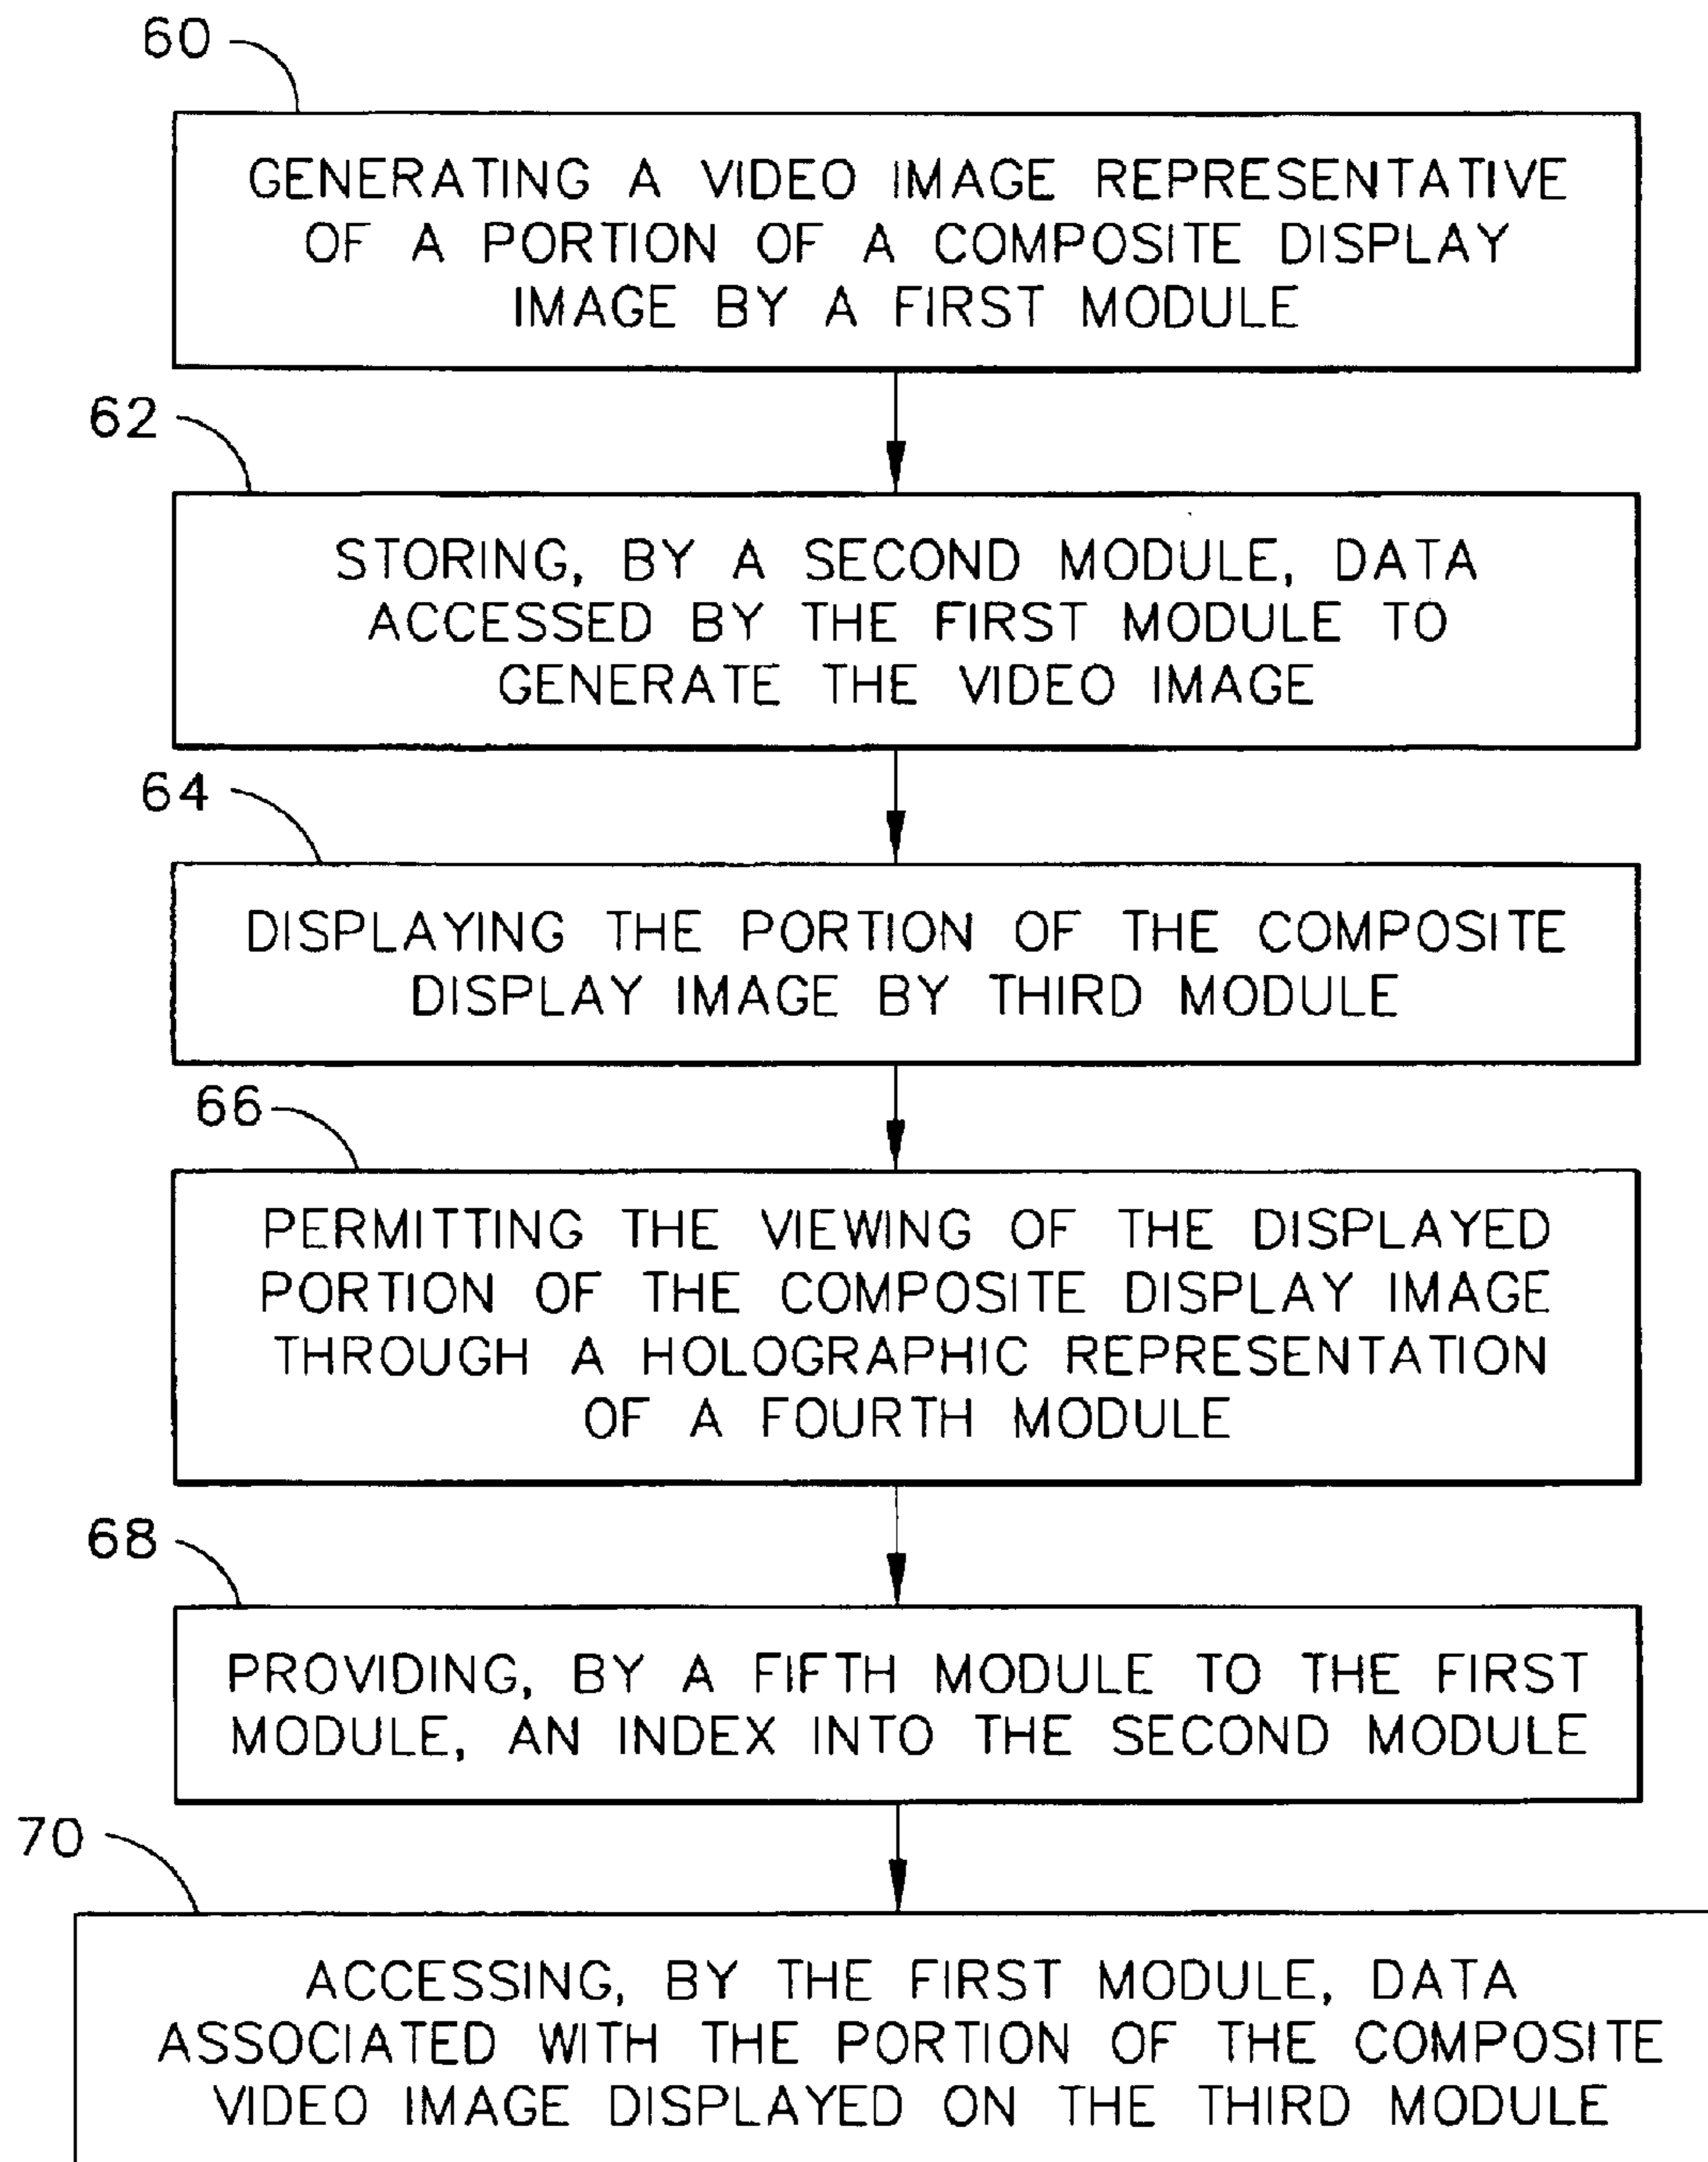 60
GENERATING A VIDEO IMAGE REPRESENTATIVE
OF A PORTION OF A COMPOSITE DISPLAY
IMAGE BY A FIRST MODULE
62
STORING, BY A SECOND MODULE, DATA
ACCESSED BY THE FIRST MODULE TO
GENERATE THE VIDEO IMAGE
64
DISPLAYING THE PORTION OF THE COMPOSITE
DISPLAY IMAGE BY THIRD MODULE
66
PERMITTING THE VIEWING OF THE DISPLAYED
PORTION OF THE COMPOSITE DISPLAY IMAGE
THROUGH A HOLOGRAPHIC REPRESENTATION
OF A FOURTH MODULE
68
PROVIDING, BY A FIFTH MODULE TO THE FIRST
MODULE, AN INDEX INTO THE SECOND MODULE
70
ACCESSING, BY THE FIRST MODULE, DATA
ASSOCIATED WITH THE PORTION OF THE COMPOSITE
VIDEO IMAGE DISPLAYED ON THE THIRD MODULE